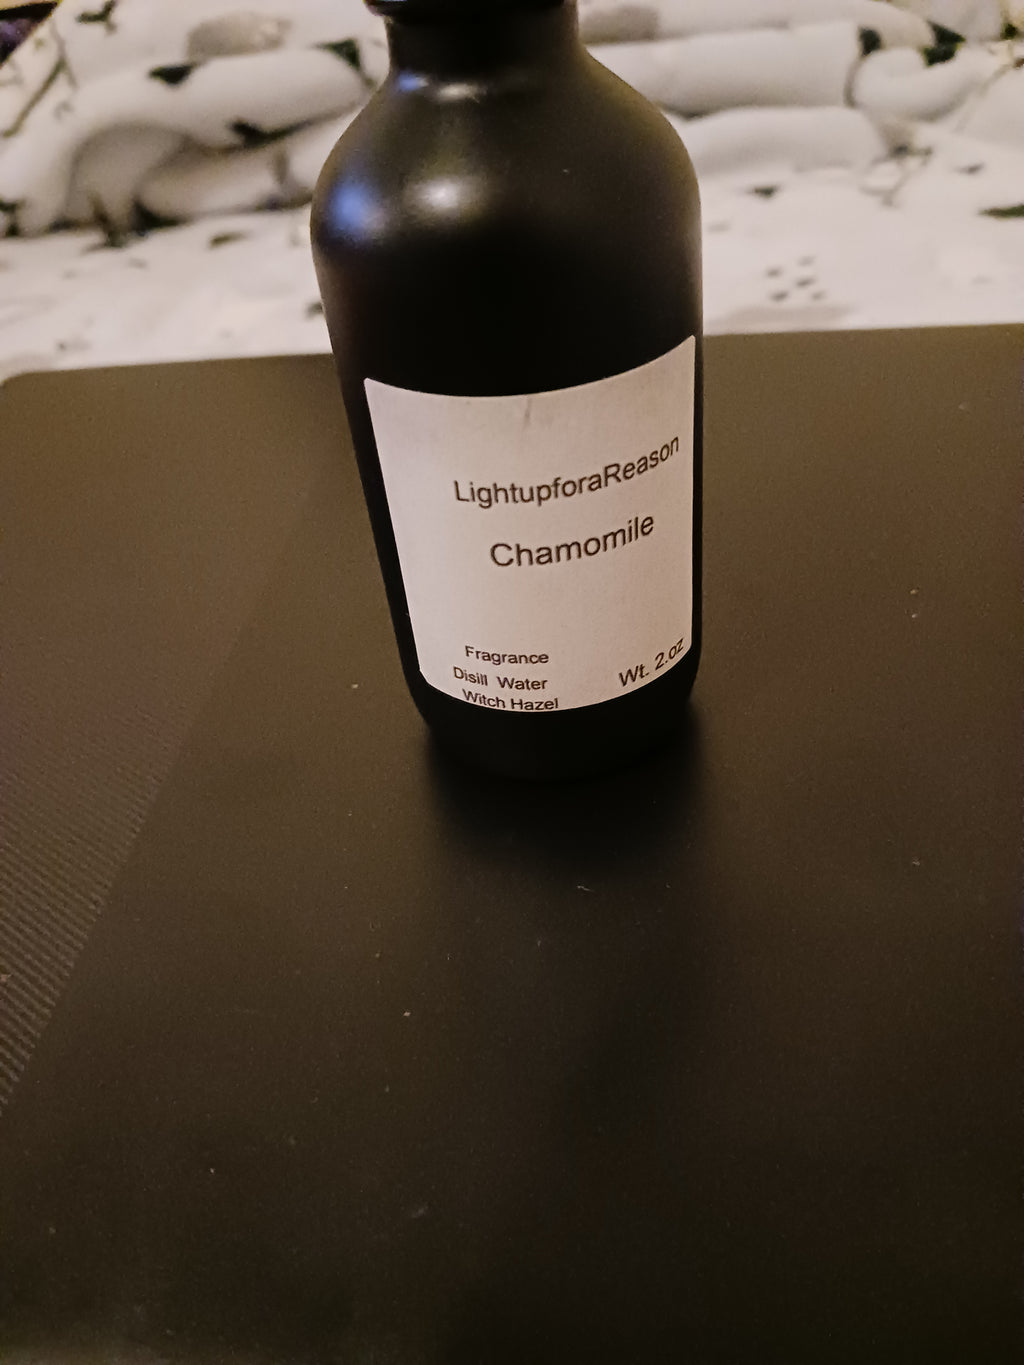 LightupforaReason
Chamomile
Fragrance
Disill Water
Witch Hazel
Wt. 2.oz